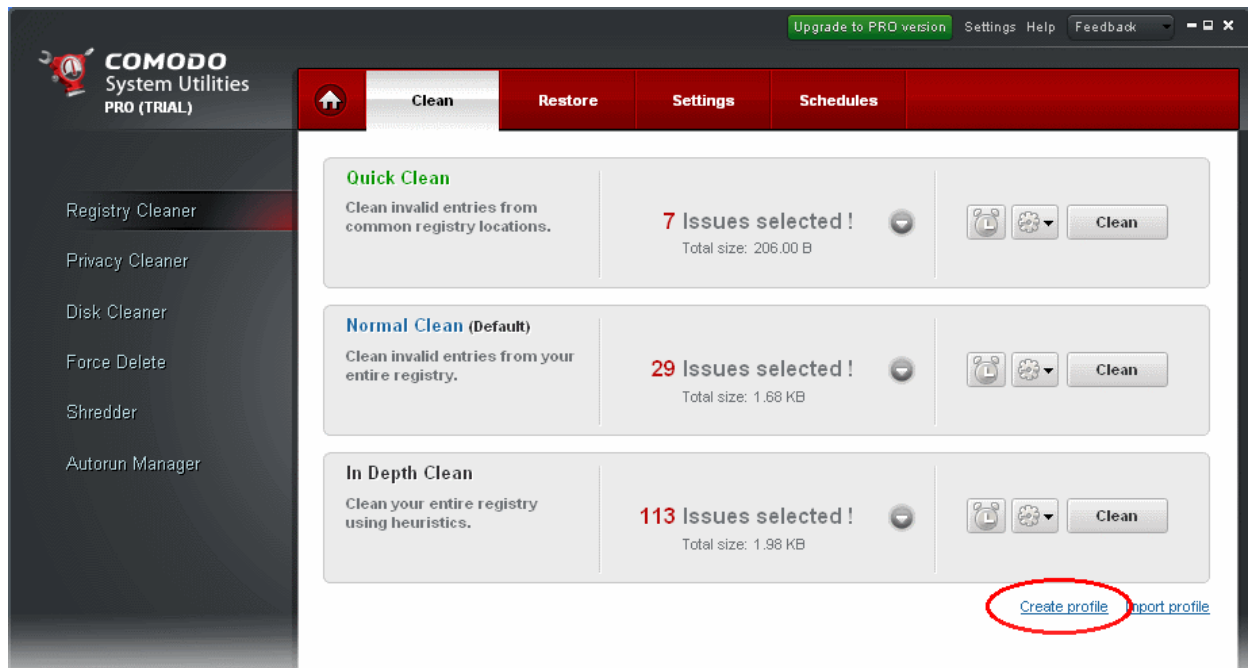 Upgrade to PRO version Settings Help Feedback
COMODO
System Utilities
PRO (TRIAL)
Clean Restore Settings Schedules
Registry Cleaner
Privacy Cleaner
Disk Cleaner
Force Delete
Shredder
Autorun Manager
Quick Clean
Clean invalid entries from
common registry locations.
7 Issues selected !
Total size: 206.00 B
Clean
Normal Clean (Default)
Clean invalid entries from your
entire registry.
29 Issues selected !
Total size: 1.68 KB
Clean
In Depth Clean
Clean your entire registry
using heuristics.
113 Issues selected !
Total size: 1.98 KB
Clean
Create profile Import profile